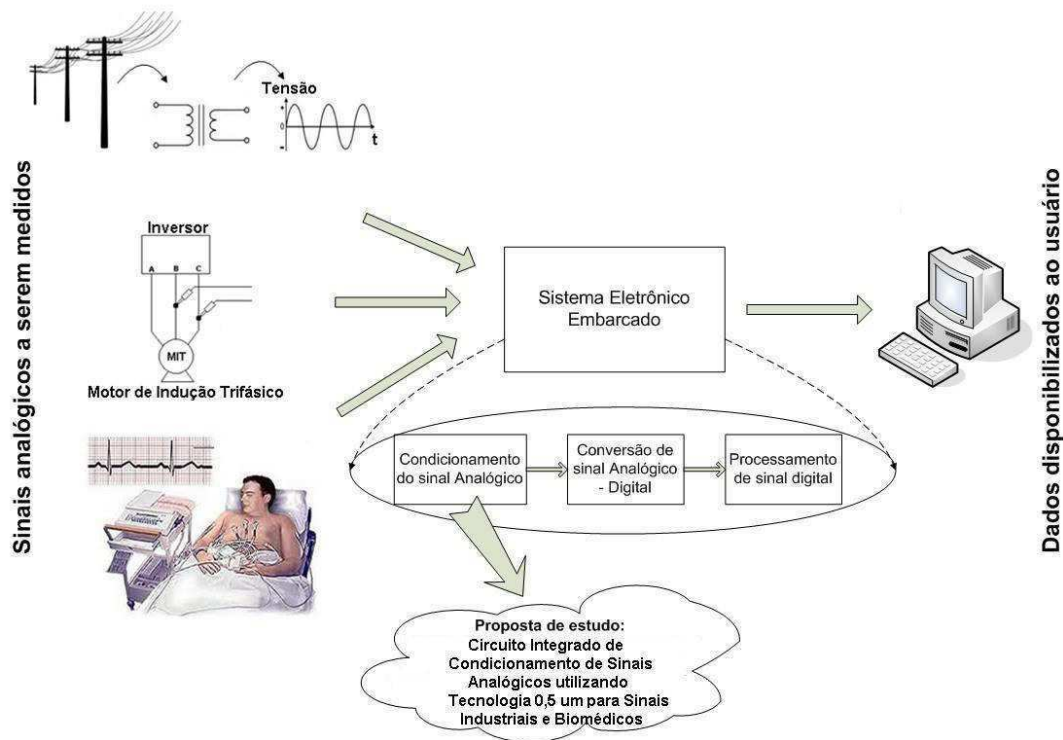 Tensão
+
0
-
t
Sinais analógicos a serem medidos
Inversor
A B C
MIT
Motor de Indução Trifásico
Sistema Eletrônico
Embarcado
Dados disponibilizados ao usuário
Condicionamento
do sinal Analógico
Conversão de
sinal Analógico
- Digital
Processamento
de sinal digital
Proposta de estudo:
Circuito Integrado de
Condicionamento de Sinais
Analógicos utilizando
Tecnologia 0,5 um para Sinais
Industriais e Biomédicos